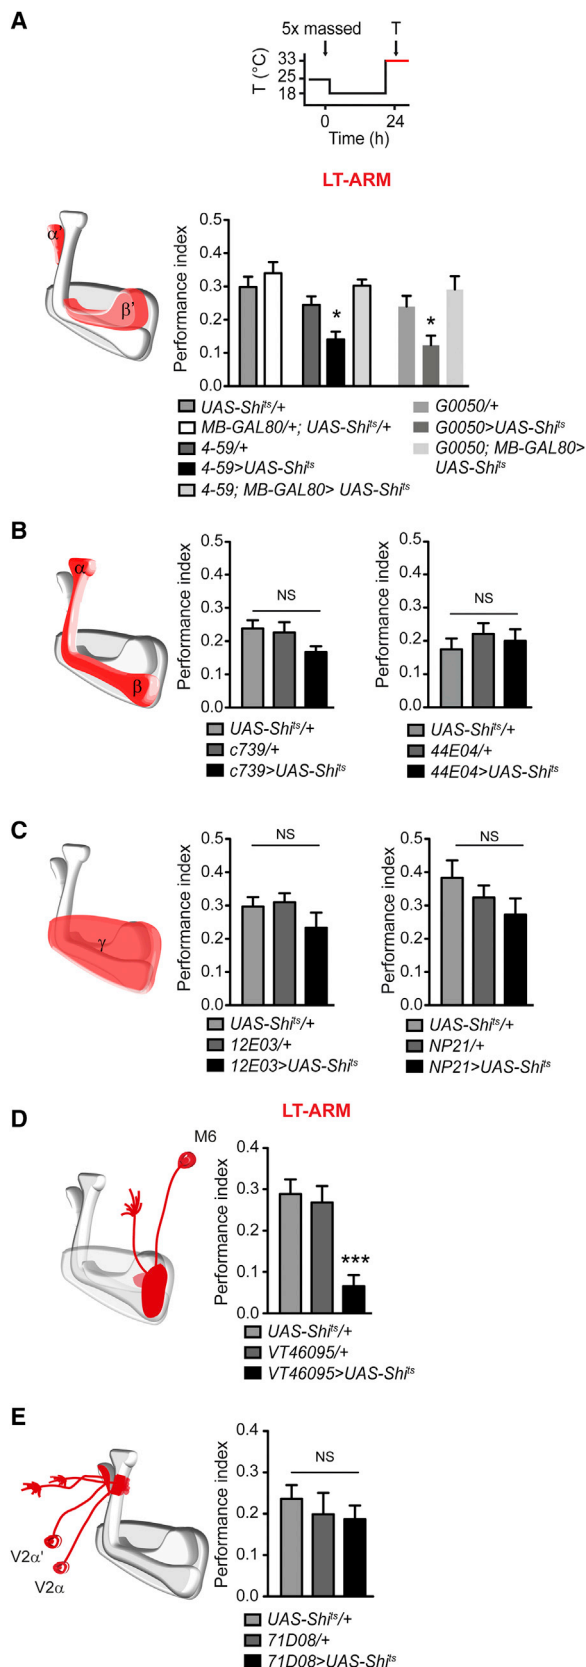 A
5x massed T
T (°C)
33
25
18
0 24
Time (h)
LT-ARM
α'
β'
Performance index
0.5
0.4
0.3
0.2
0.1
0.0
*
*
UAS-Shi^ts/+
MB-GAL80/+; UAS-Shi^ts/+
4-59/+
4-59>UAS-Shi^ts
4-59; MB-GAL80> UAS-Shi^ts
G0050/+
G0050>UAS-Shi^ts
G0050; MB-GAL80>
UAS-Shi^ts
B
α
β
Performance index
0.5
0.4
0.3
0.2
0.1
0.0
NS
UAS-Shi^ts/+
c739/+
c739>UAS-Shi^ts
Performance index
0.5
0.4
0.3
0.2
0.1
0.0
NS
UAS-Shi^ts/+
44E04/+
44E04>UAS-Shi^ts
C
γ
Performance index
0.5
0.4
0.3
0.2
0.1
0.0
NS
UAS-Shi^ts/+
12E03/+
12E03>UAS-Shi^ts
Performance index
0.5
0.4
0.3
0.2
0.1
0.0
NS
UAS-Shi^ts/+
NP21/+
NP21>UAS-Shi^ts
D
LT-ARM
M6
Performance index
0.4
0.3
0.2
0.1
0.0
***
UAS-Shi^ts/+
VT46095/+
VT46095>UAS-Shi^ts
E
V2α'
V2α
Performance index
0.4
0.3
0.2
0.1
0.0
NS
UAS-Shi^ts/+
71D08/+
71D08>UAS-Shi^ts